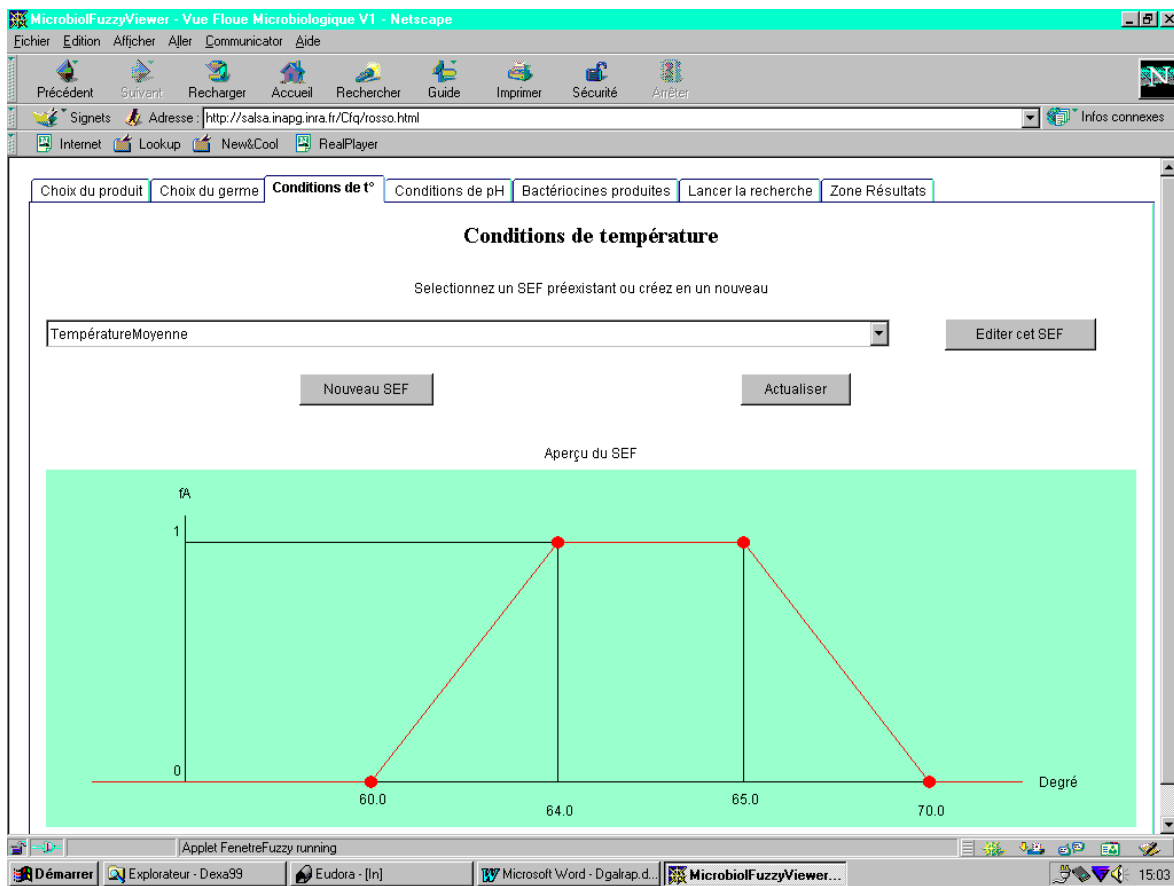 MicrobiolFuzzyViewer - Vue Floue Microbiologique V1 - Netscape
Fichier Edition Afficher Aller Communicator Aide
Précédent Suivant Recharger Accueil Rechercher Guide Imprimer Sécurité Arrêter
N
Signets Adresse : http://salsa.inapg.inra.fr/Cfq/rosso.html Infos connexes
Internet Lookup New&Cool RealPlayer
Choix du produit Choix du germe Conditions de t° Conditions de pH Bactériocines produites Lancer la recherche Zone Résultats
Conditions de température
Selectionnez un SEF préexistant ou créez en un nouveau
TempératureMoyenne Editer cet SEF
Nouveau SEF Actualiser
Aperçu du SEF
fA
1
0
Degré
60.0 65.0
64.0 70.0
Applet FenetreFuzzy running
Démarrer Explorateur - Dexa99 Eudora - [In] Microsoft Word - Dgalrap.d... MicrobiolFuzzyViewer... 15:03